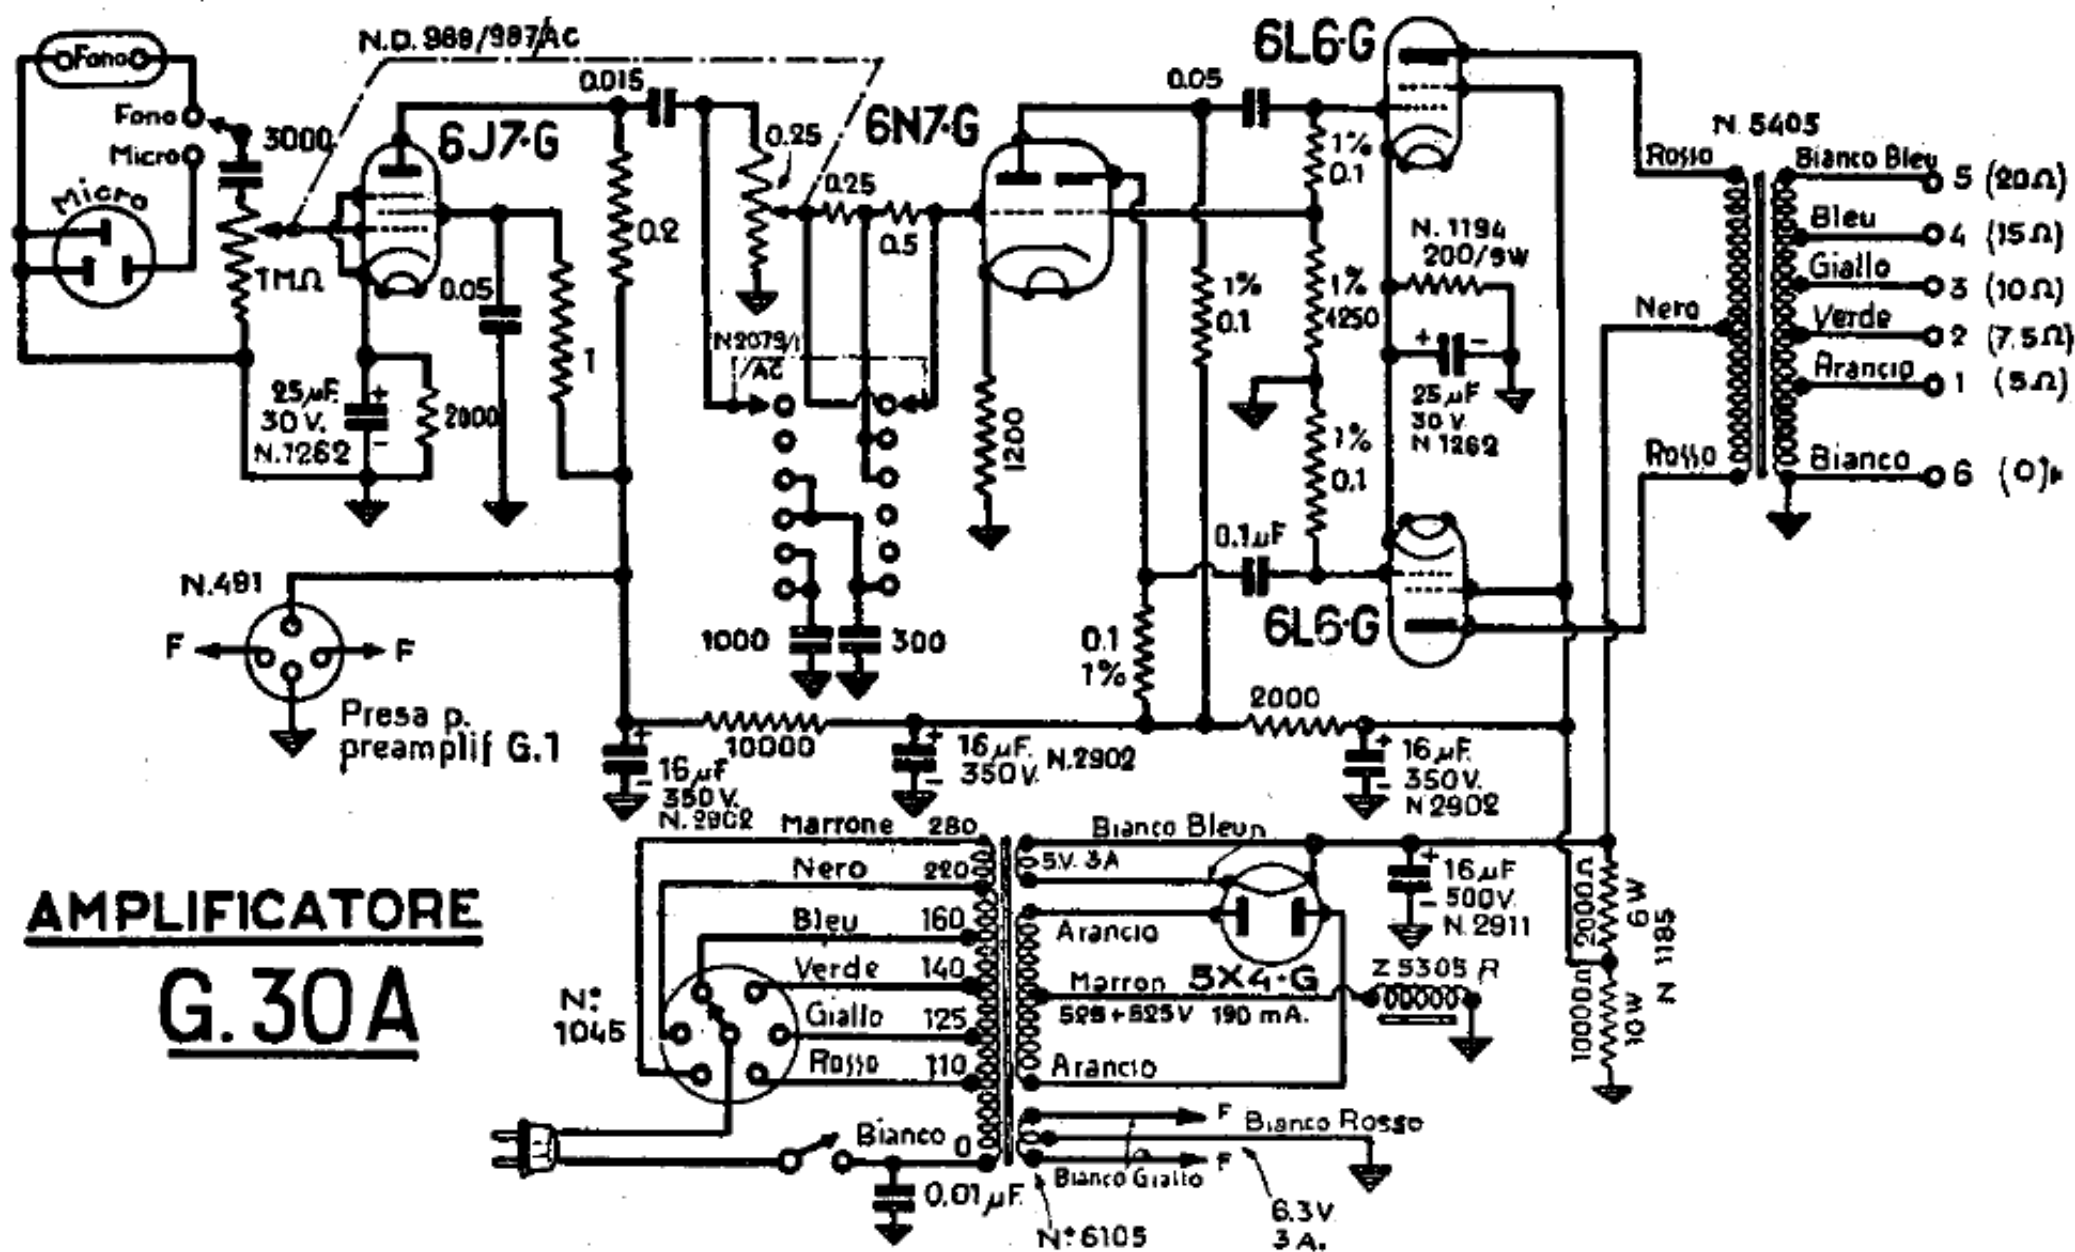 N.D. 988/987/AC
6L6·G
Fono
0.015
0.05
Fono
3000
6J7·G
0.25
6N7·G
N. 5405
Micro
1%
0.1
Rosso
Bianco Bleu
5 (20Ω)
Micro
0.25
0.2
0.5
N. 1194
200/9W
Bleu
4 (15Ω)
1MΩ
0.05
1%
0.1
1%
4250
Giallo
3 (10Ω)
Nero
Verde
2 (7.5Ω)
N2079/1
/AC
1
Arancio
1 (5Ω)
25µF.
30 V.
N.1262
2000
1200
25µF
30 V
N 1262
1%
0.1
Rosso
Bianco
6 (0)
0.1µF
N.491
6L6·G
F
F
1000
300
0.1
1%
2000
Presa p.
preamplif G.1
10000
16µF
350V.
N.2902
16µF.
350V.
N.2902
16µF.
350V.
N2902
Marrone 280
Bianco Bleu
5V. 3A
Nero 220
16µF
500V.
N.2911
2000Ω
6W
AMPLIFICATORE
G.30A
Bleu 160
Arancio
Verde 140
Marron
5X4·G
Z5305 R
N 1185
N:
1045
Giallo 125
525+525V 190mA.
10000Ω
10W
Rosso 110
Arancio
F
Bianco Rosso
Bianco 0
F
Bianco Giallo
0.01µF.
6.3V
3A.
N:6105
+
-
+
-
+
-
+
-
+
-
+
-